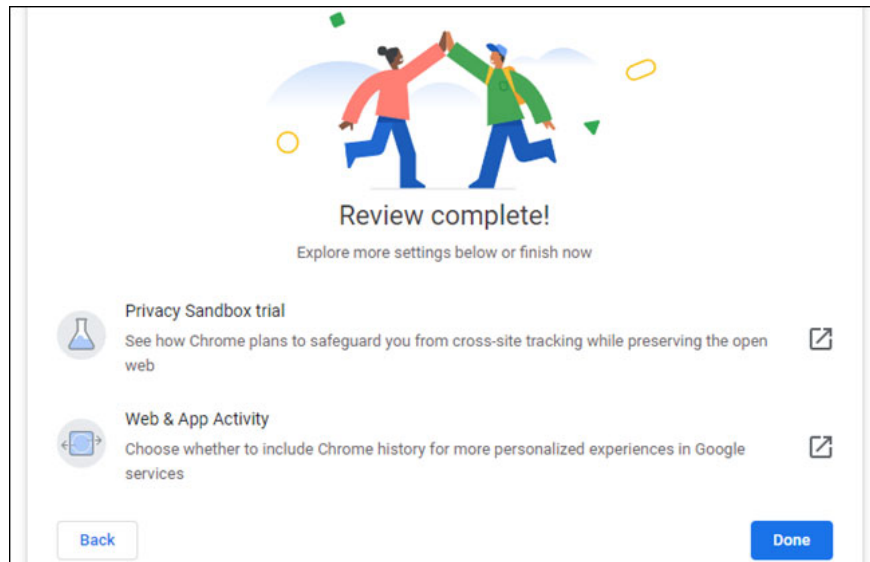 Review complete!
Explore more settings below or finish now
Privacy Sandbox trial
See how Chrome plans to safeguard you from cross-site tracking while preserving the open
web
Web & App Activity
Choose whether to include Chrome history for more personalized experiences in Google
services
Back
Done